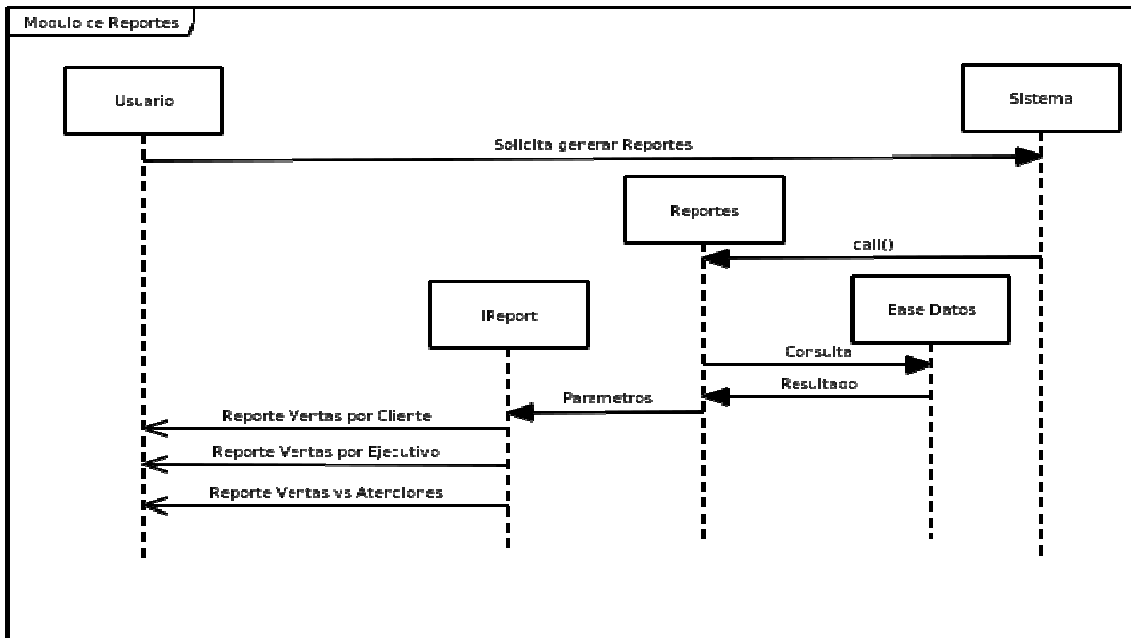 Modulo de Reportes
Usuario
Sistema
Solicita generar Reportes
Reportes
call()
Base Datos
IReport
Consulta
Resultado
Parametros
Reporte Ventas por Cliente
Reporte Ventas por Ejecutivo
Reporte Ventas vs Atenciones